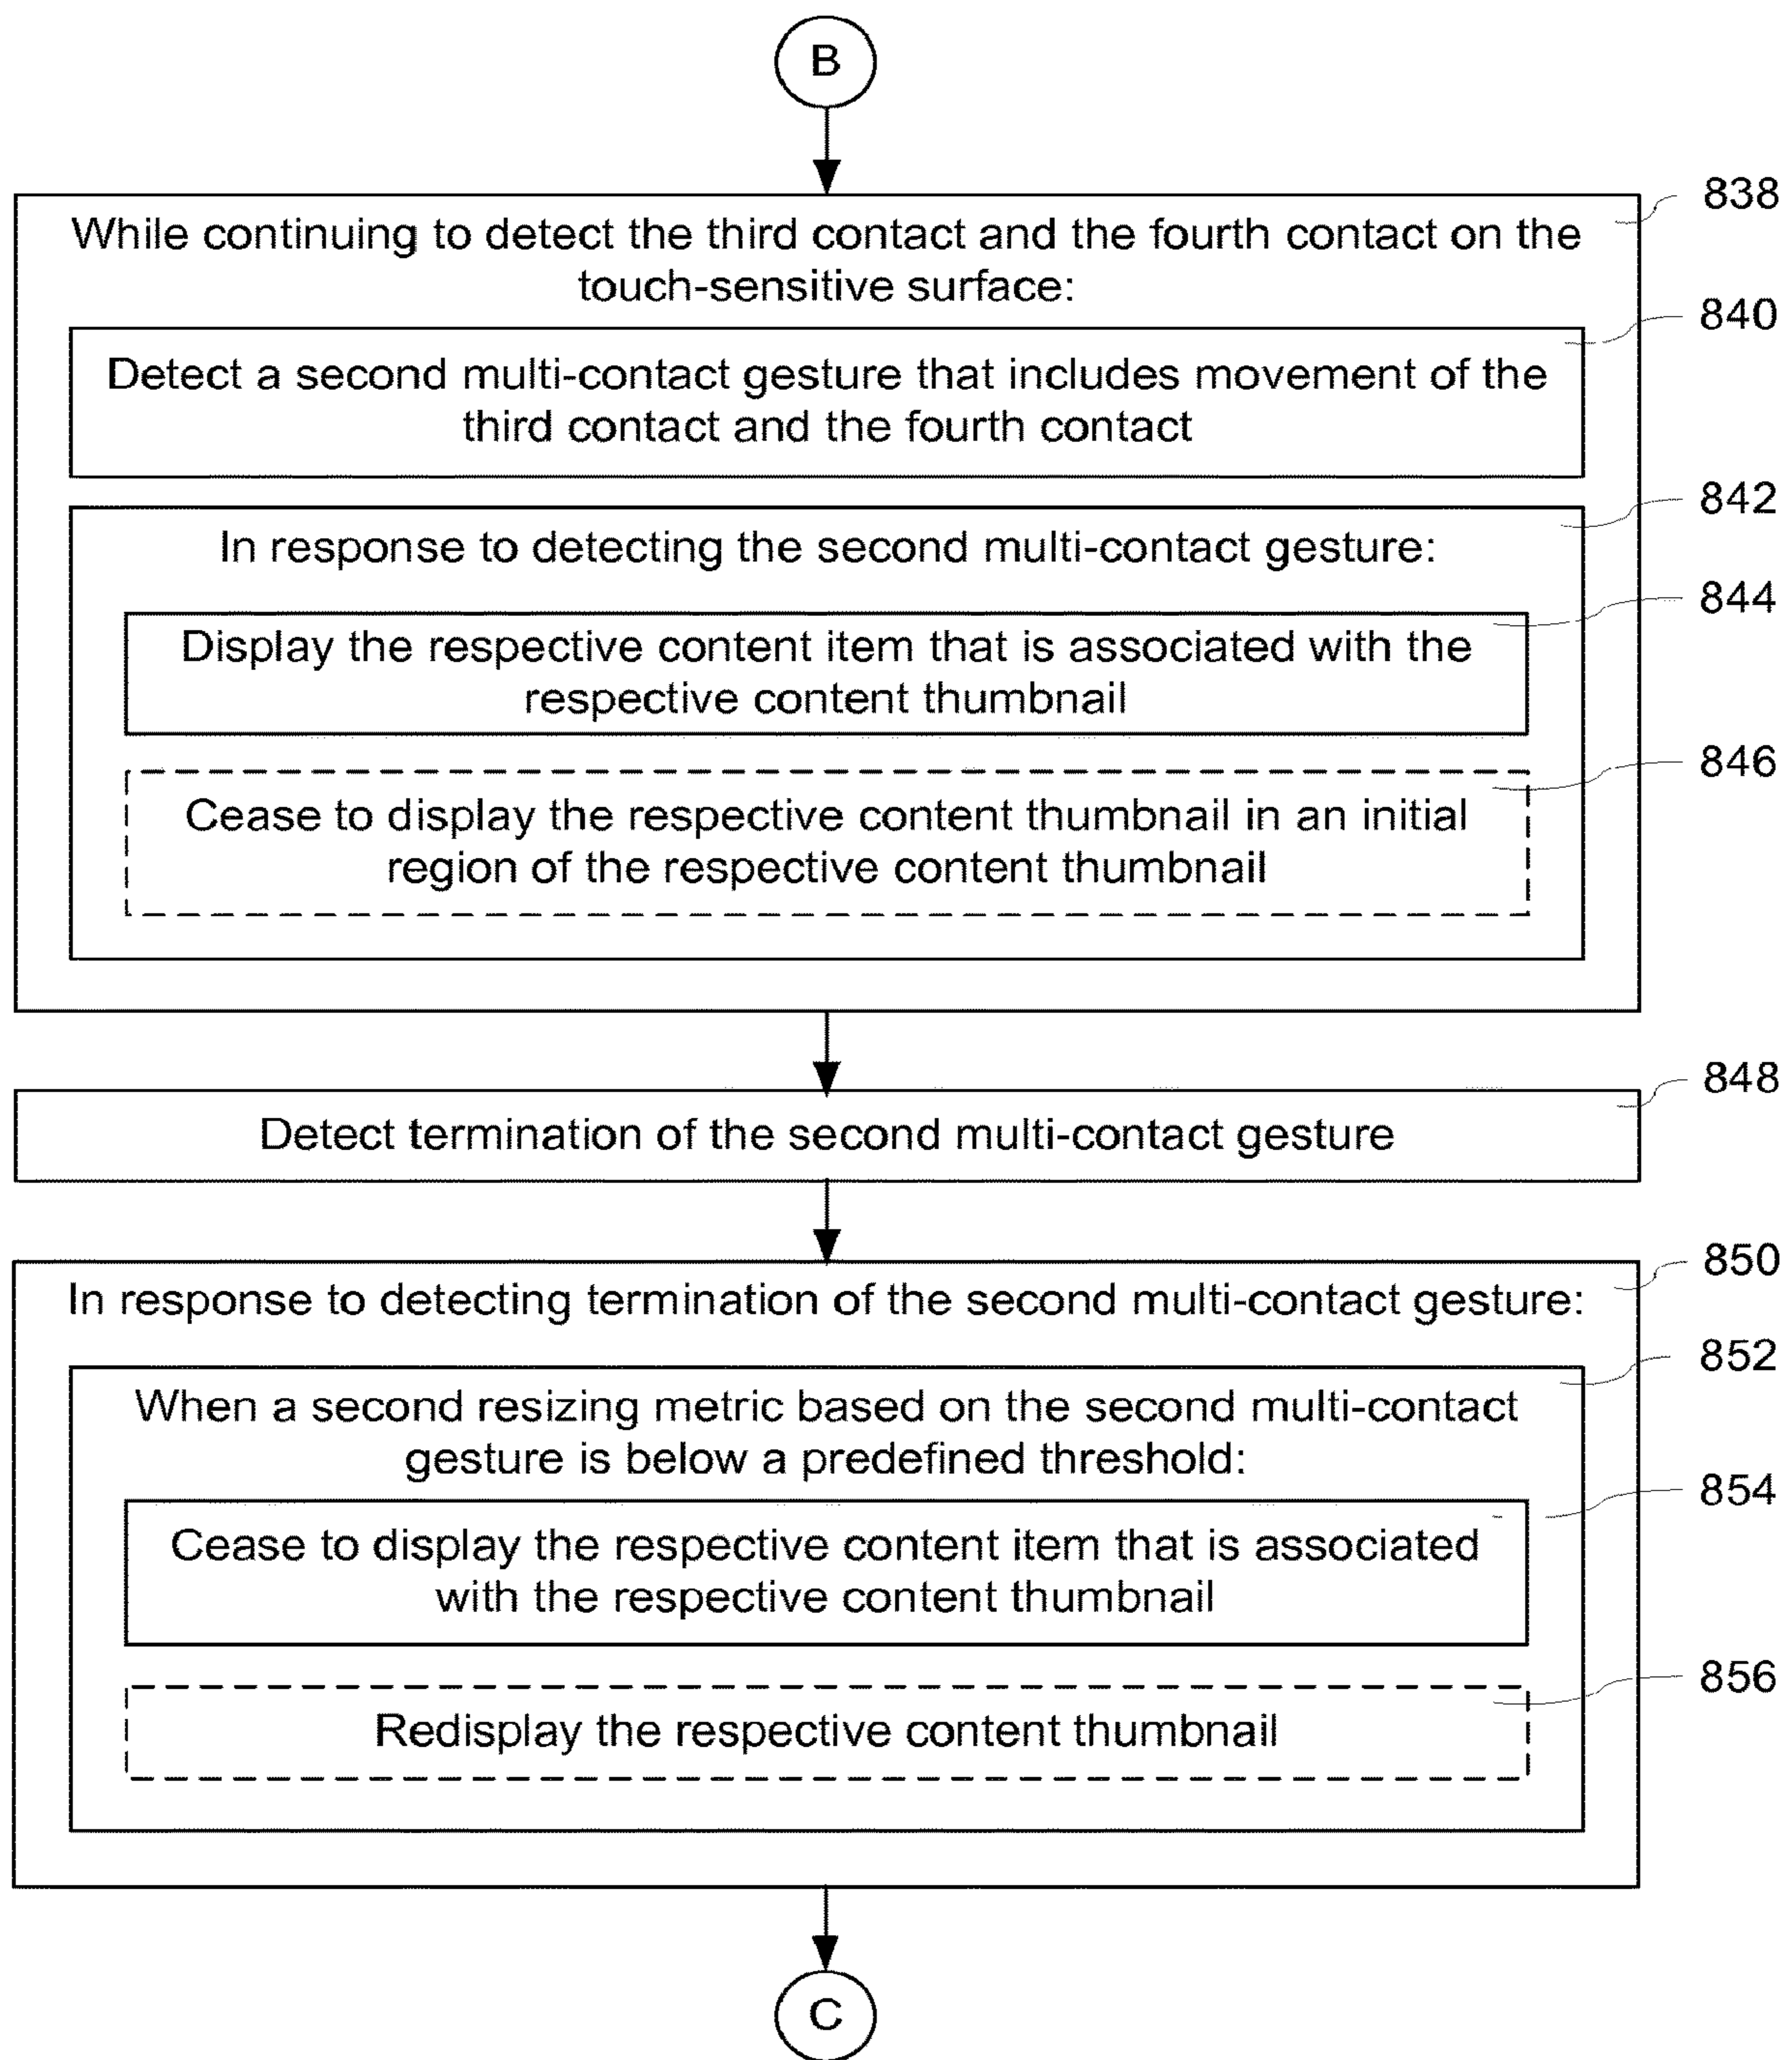 B
838
While continuing to detect the third contact and the fourth contact on the
touch-sensitive surface:
840
Detect a second multi-contact gesture that includes movement of the
third contact and the fourth contact
842
In response to detecting the second multi-contact gesture:
844
Display the respective content item that is associated with the
respective content thumbnail
846
Cease to display the respective content thumbnail in an initial
region of the respective content thumbnail
848
Detect termination of the second multi-contact gesture
850
In response to detecting termination of the second multi-contact gesture:
852
When a second resizing metric based on the second multi-contact
gesture is below a predefined threshold:
854
Cease to display the respective content item that is associated
with the respective content thumbnail
856
Redisplay the respective content thumbnail
C